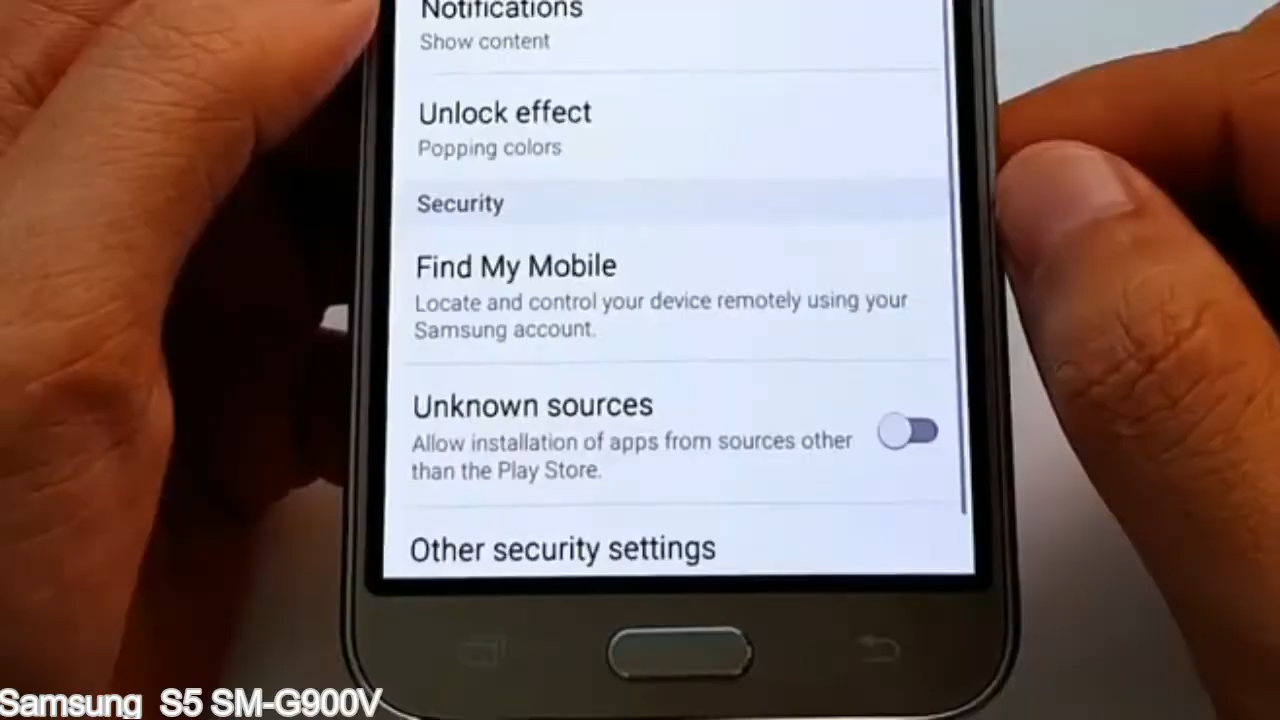 Notifications
Show content
Unlock effect
Popping colors
Security
Find My Mobile
Locate and control your device remotely using your
Samsung account.
Unknown sources
Allow installation of apps from sources other
than the Play Store.
Other security settings
Samsung S5 SM-G900V